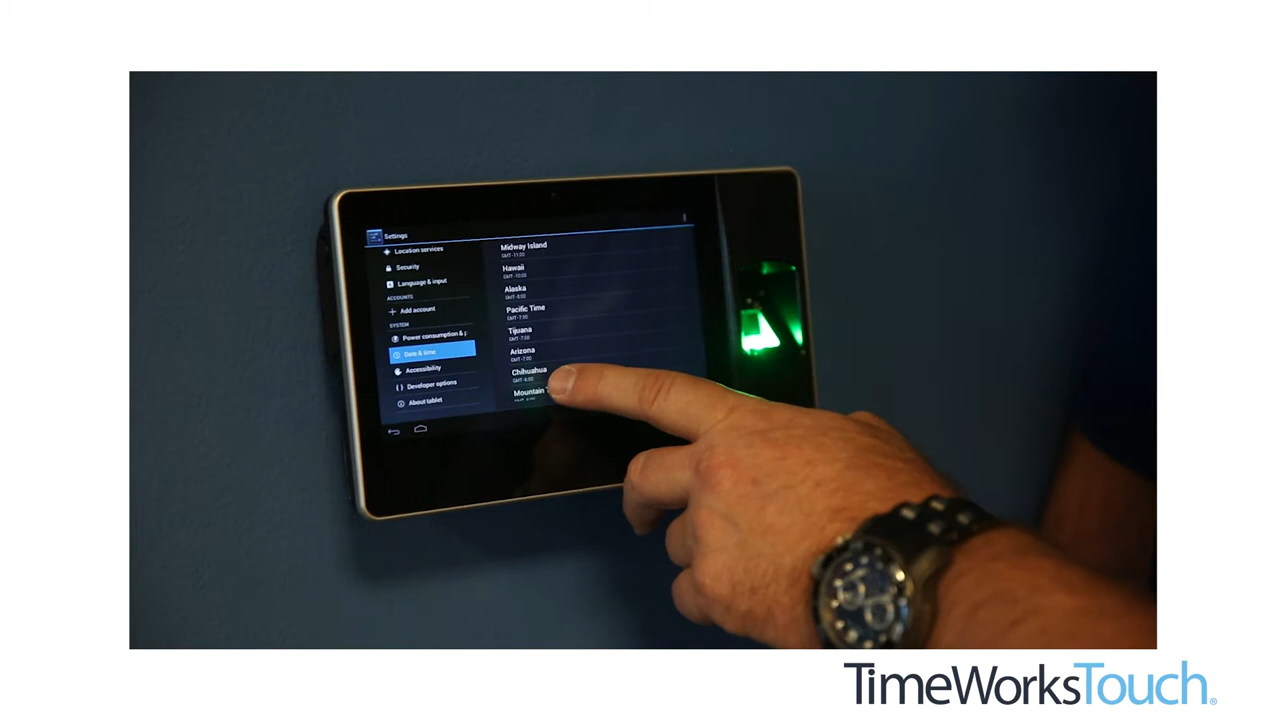 Settings
Location services
Security
Language & input
ACCOUNTS
Add account
SYSTEM
Power consumption & p
Date & time
Accessibility
Developer options
About tablet
Midway Island
GMT-11:00
Hawaii
GMT-10:00
Alaska
GMT-8:00
Pacific Time
GMT-7:00
Tijuana
GMT-7:00
Arizona
GMT-7:00
Chihuahua
GMT-6:00
Mountain
TimeWorksTouch®